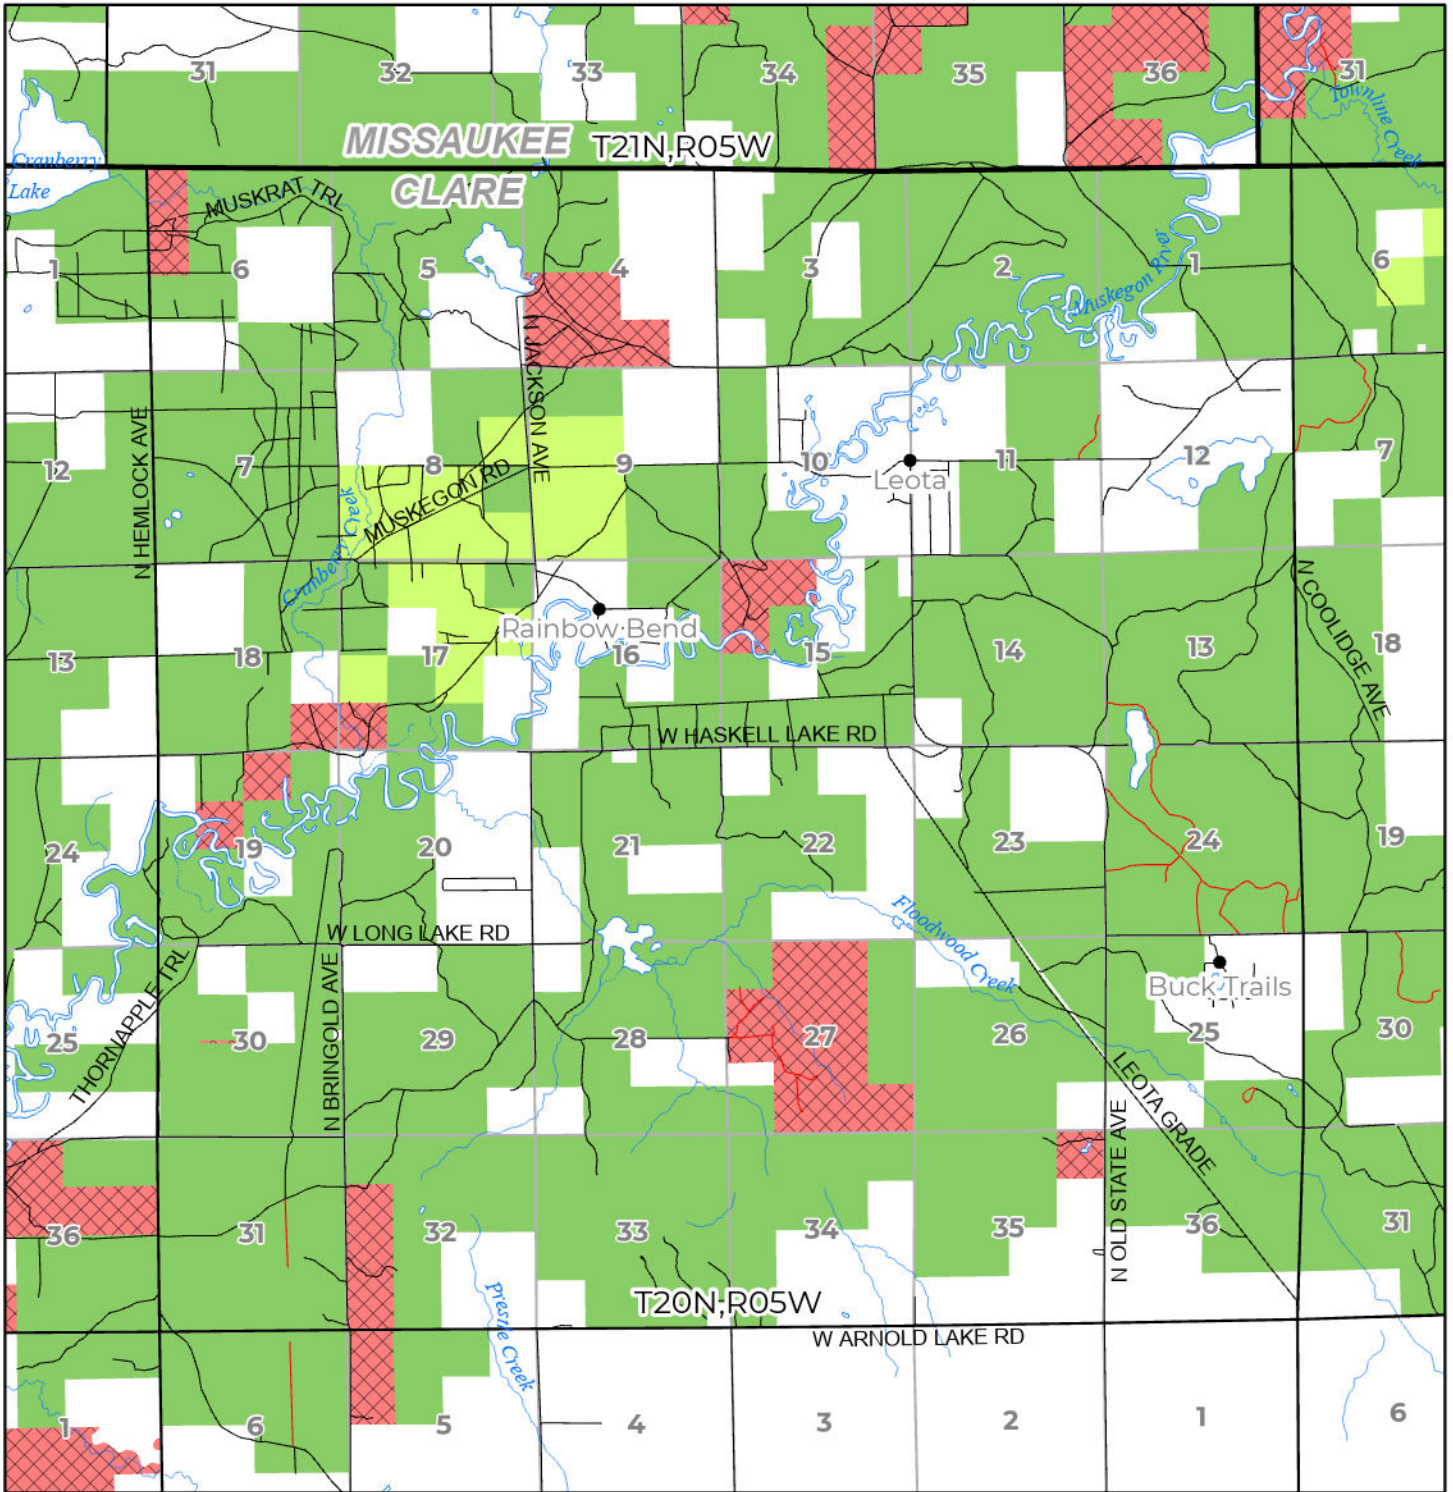 31 32 33 34 35 36 31
Townline Creek
MISSAUKEE T21N,R05W
Cranberry
Lake
CLARE
MUSKRAT TRL
1 6 5 4 3 2 1 6
Muskegon River
N JACKSON AVE
N HEMLOCK AVE
12 7 8 9 10 11 12 7
Leota
MUSKEGON RD
Cranberry Creek
N COOLIDGE AVE
Rainbow Bend
13 18 17 16 15 14 13 18
W HASKELL LAKE RD
24 19 20 21 22 23 24 19
Floodwood Creek
W LONG LAKE RD
THORNAPPLE TRL
N BRINGOLD AVE
Buck Trails
25 30 29 28 27 26 25 30
LEOTA GRADE
N OLD STATE AVE
36 31 32 33 34 35 36 31
Prestile Creek
T20N,R05W
W ARNOLD LAKE RD
1 6 5 4 3 2 1 6